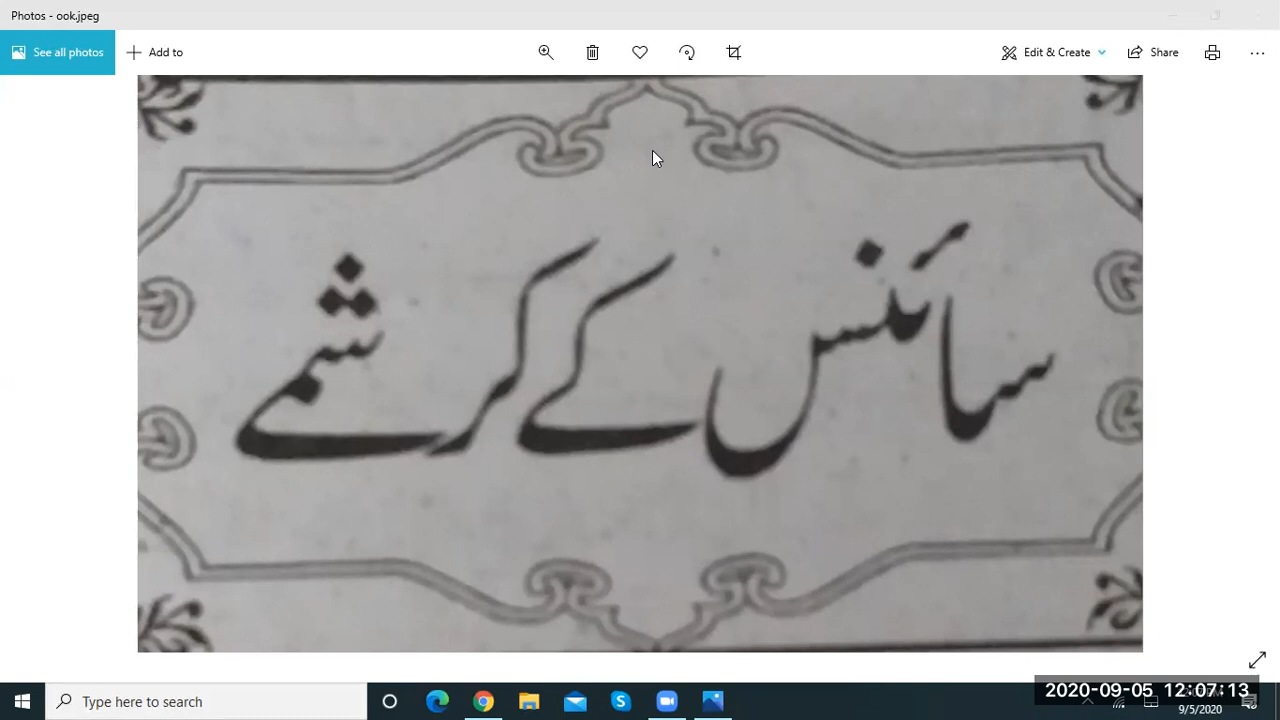 Photos - ook.jpeg
See all photos
Add to
Edit & Create
Share
سائنس کے کرشمے
Type here to search
2020-09-05 12:07:13
9/5/2020